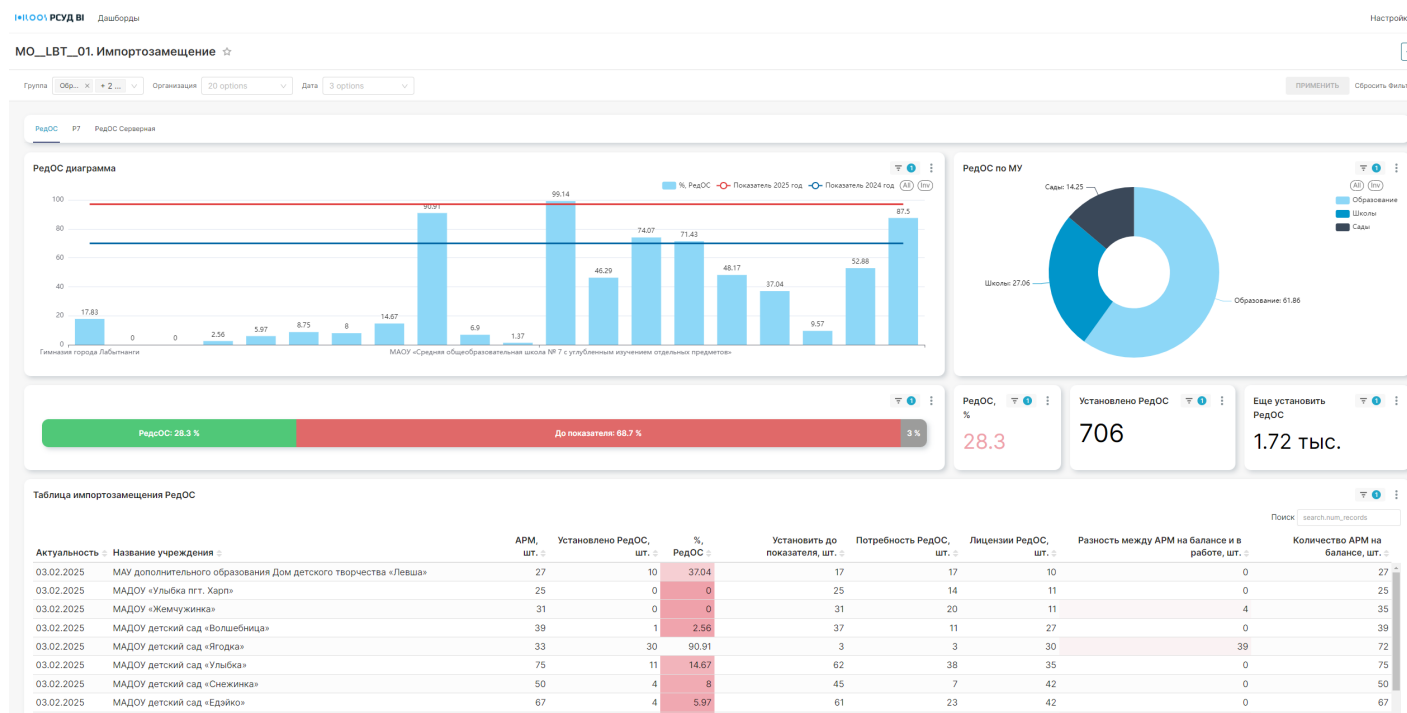 РСУД BI Дашборды Настройк
МО__LBT__01. Импортозамещение
Группа Обр... × + 2 ... Организация 20 options Дата 3 options ПРИМЕНИТЬ Сбросить Фильт
РедОС Р7 РедОС Серверная
РедОС диаграмма 1
%, РедОС Показатель 2025 год Показатель 2024 год All Inv
100
80
60
40
20
0
17.83
0
0
2.56
5.97
8.75
8
14.67
90.91
6.9
1.37
99.14
46.29
74.07
71.43
48.17
37.04
9.57
52.88
87.5
Гимназия города Лабытнанги МАОУ «Средняя общеобразовательная школа № 7 с углубленным изучением отдельных предметов»
РедОС по МУ 1
All Inv
Образование
Школы
Сады
Сады: 14.25
Школы: 27.06
Образование: 61.86
1
РедсОС: 28.3 % До показателя: 68.7 % 3 %
РедОС, % 1
28.3
Установлено РедОС 1
706
Еще установить РедОС 1
1.72 тыс.
Таблица импортозамещения РедОС 1
Поиск search.num_records
Актуальность Название учреждения АРМ, шт. Установлено РедОС, шт. %, РедОС Установить до показателя, шт. Потребность РедОС, шт. Лицензии РедОС, шт. Разность между АРМ на балансе и в работе, шт. Количество АРМ на балансе, шт.
03.02.2025 МАУ дополнительного образования Дом детского творчества «Левша» 27 10 37.04 17 17 10 0 27
03.02.2025 МАДОУ «Улыбка пгт. Харп» 25 0 0 25 14 11 0 25
03.02.2025 МАДОУ «Жемчужинка» 31 0 0 31 20 11 4 35
03.02.2025 МАДОУ детский сад «Волшебница» 39 1 2.56 37 11 27 0 39
03.02.2025 МАДОУ детский сад «Ягодка» 33 30 90.91 3 3 30 39 72
03.02.2025 МАДОУ детский сад «Улыбка» 75 11 14.67 62 38 35 0 75
03.02.2025 МАДОУ детский сад «Снежинка» 50 4 8 45 7 42 0 50
03.02.2025 МАДОУ детский сад «Едэйко» 67 4 5.97 61 23 42 0 67